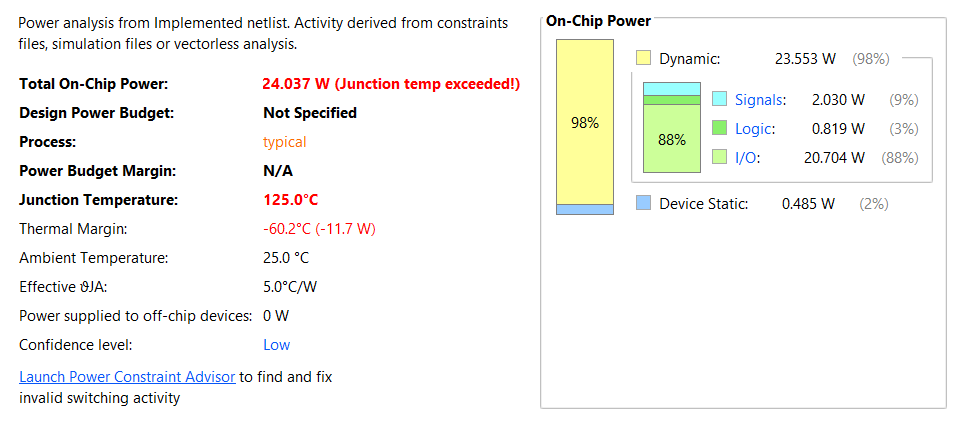 Power analysis from Implemented netlist. Activity derived from constraints
files, simulation files or vectorless analysis.
Total On-Chip Power: 24.037 W (Junction temp exceeded!)
Design Power Budget: Not Specified
Process: typical
Power Budget Margin: N/A
Junction Temperature: 125.0°C
Thermal Margin: -60.2°C (-11.7 W)
Ambient Temperature: 25.0 °C
Effective ϑJA: 5.0°C/W
Power supplied to off-chip devices: 0 W
Confidence level: Low
Launch Power Constraint Advisor to find and fix
invalid switching activity
On-Chip Power
98%
Dynamic: 23.553 W (98%)
88%
Signals: 2.030 W (9%)
Logic: 0.819 W (3%)
I/O: 20.704 W (88%)
Device Static: 0.485 W (2%)